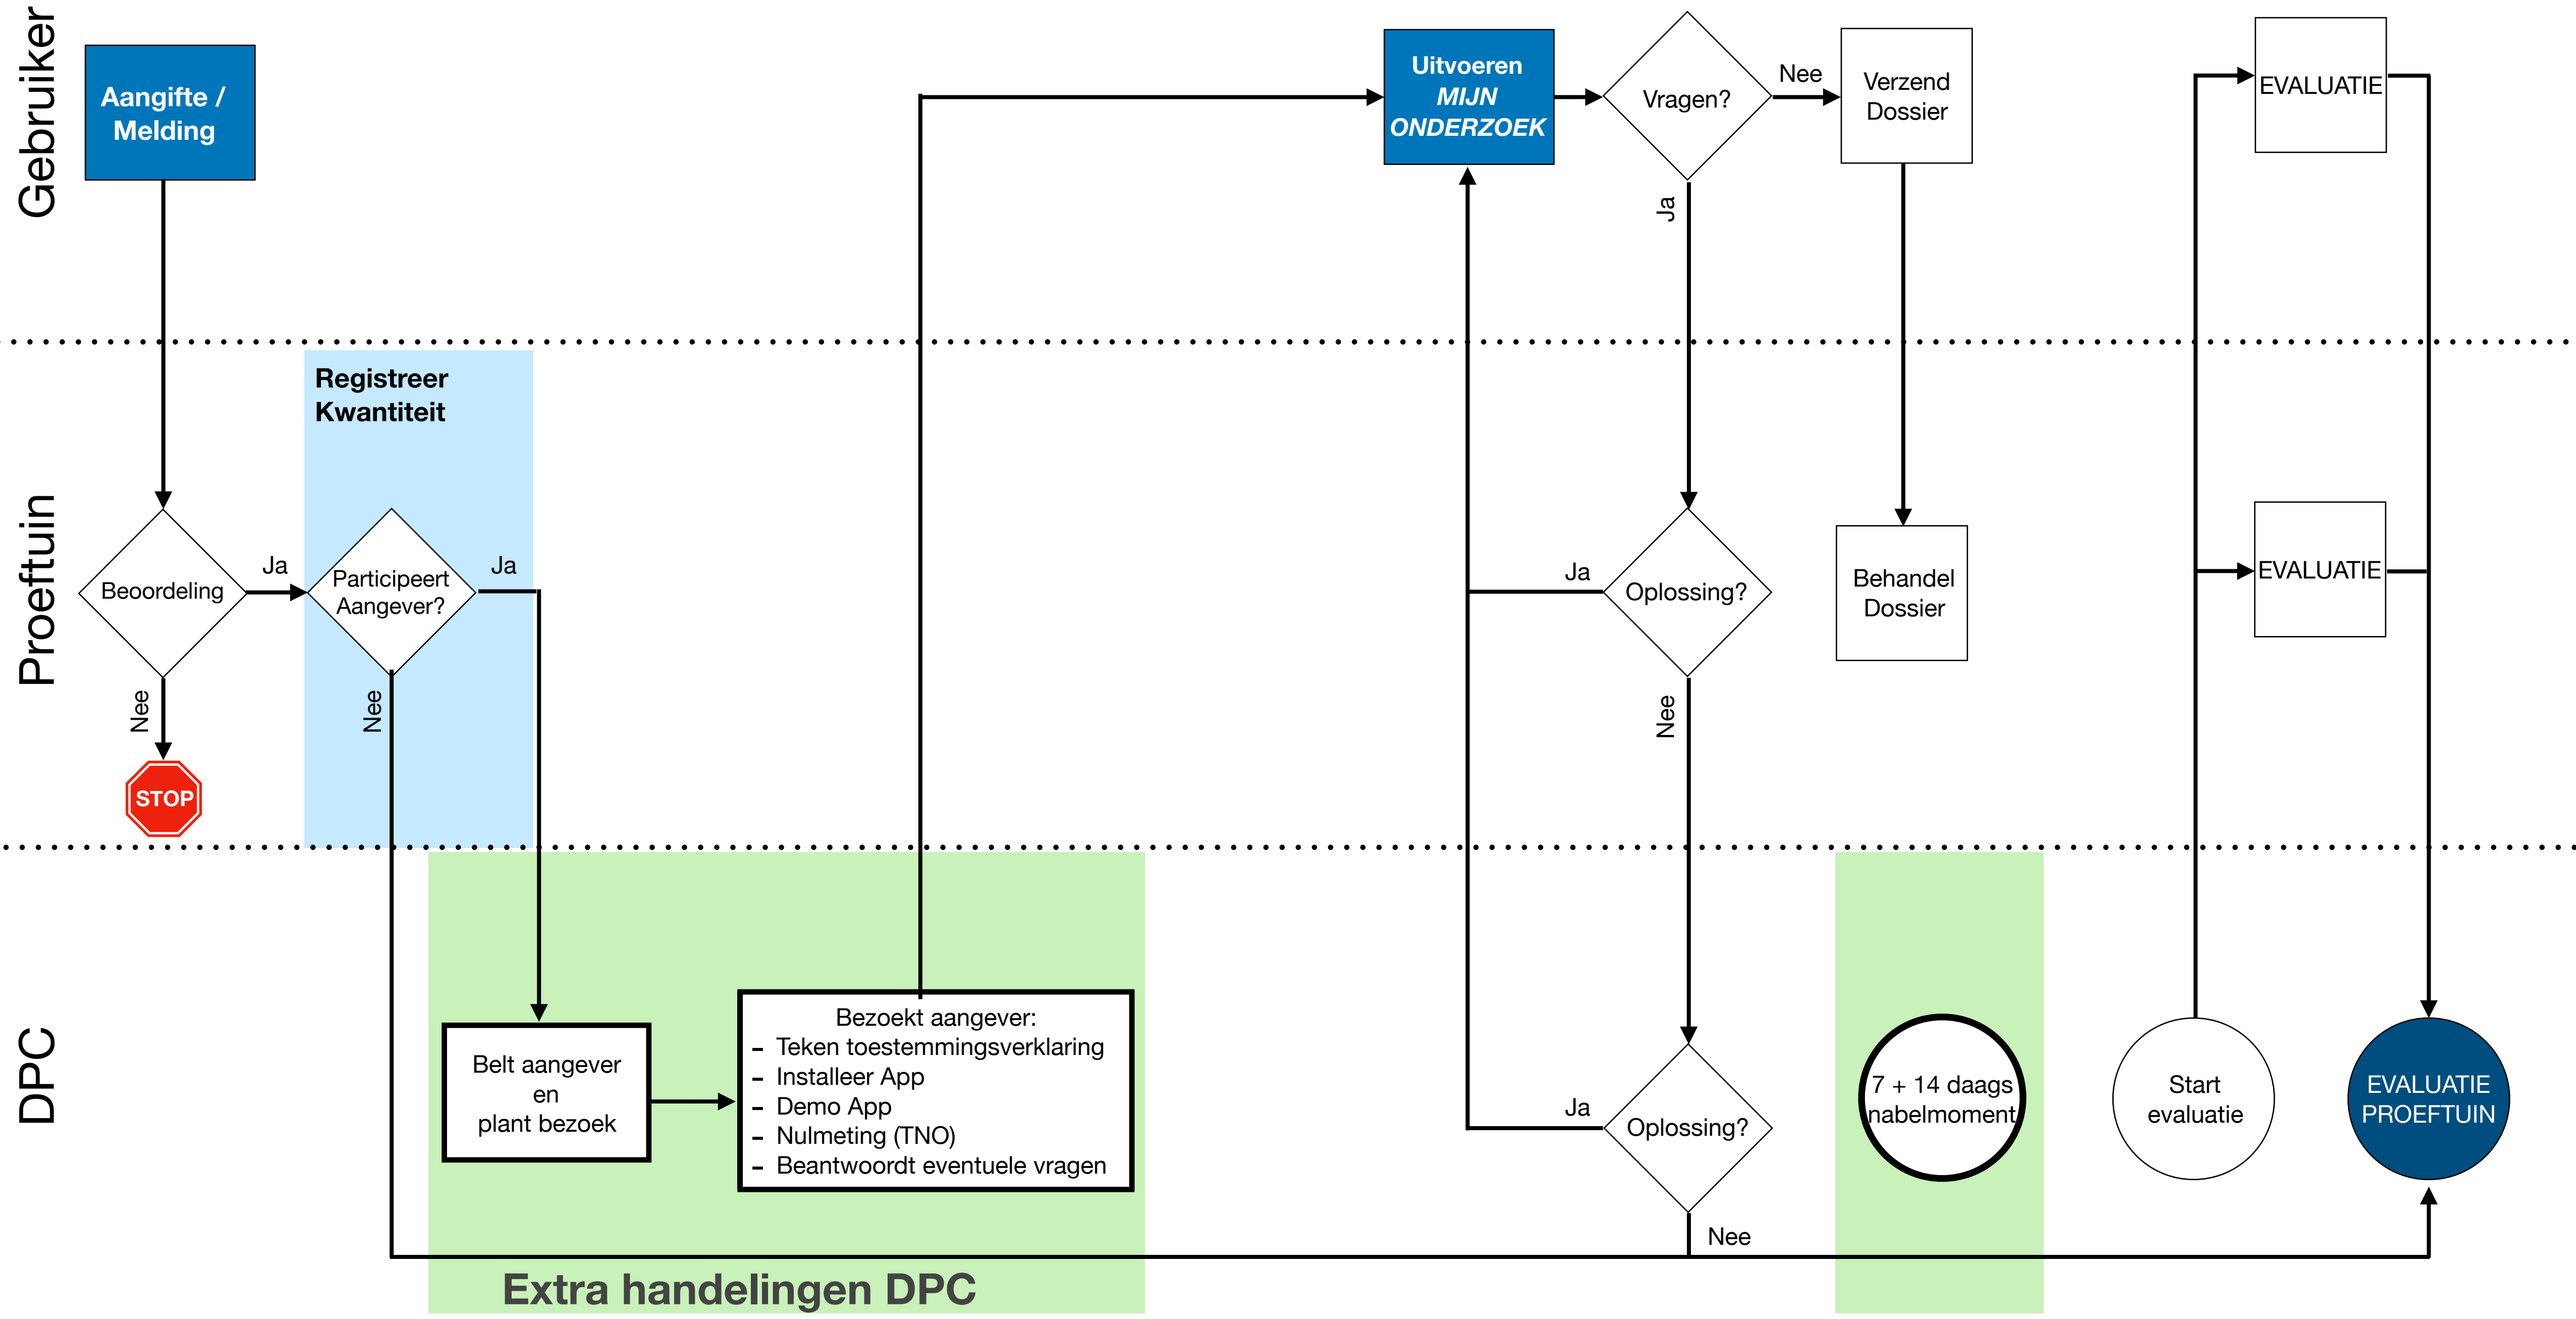 Gebruiker
Aangifte /
Melding
Uitvoeren
MIJN
ONDERZOEK
Vragen?
Nee
Verzend
Dossier
EVALUATIE
Ja
Proeftuin
Registreer
Kwantiteit
Beoordeling
Ja
Participeert
Aangever?
Ja
Nee
STOP
Nee
Ja
Oplossing?
Nee
Behandel
Dossier
EVALUATIE
DPC
Belt aangever
en
plant bezoek
Bezoekt aangever:
- Teken toestemmingsverklaring
- Installeer App
- Demo App
- Nulmeting (TNO)
- Beantwoordt eventuele vragen
Ja
Oplossing?
Nee
7 + 14 daags
nabelmoment
Start
evaluatie
EVALUATIE
PROEFTUIN
Extra handelingen DPC